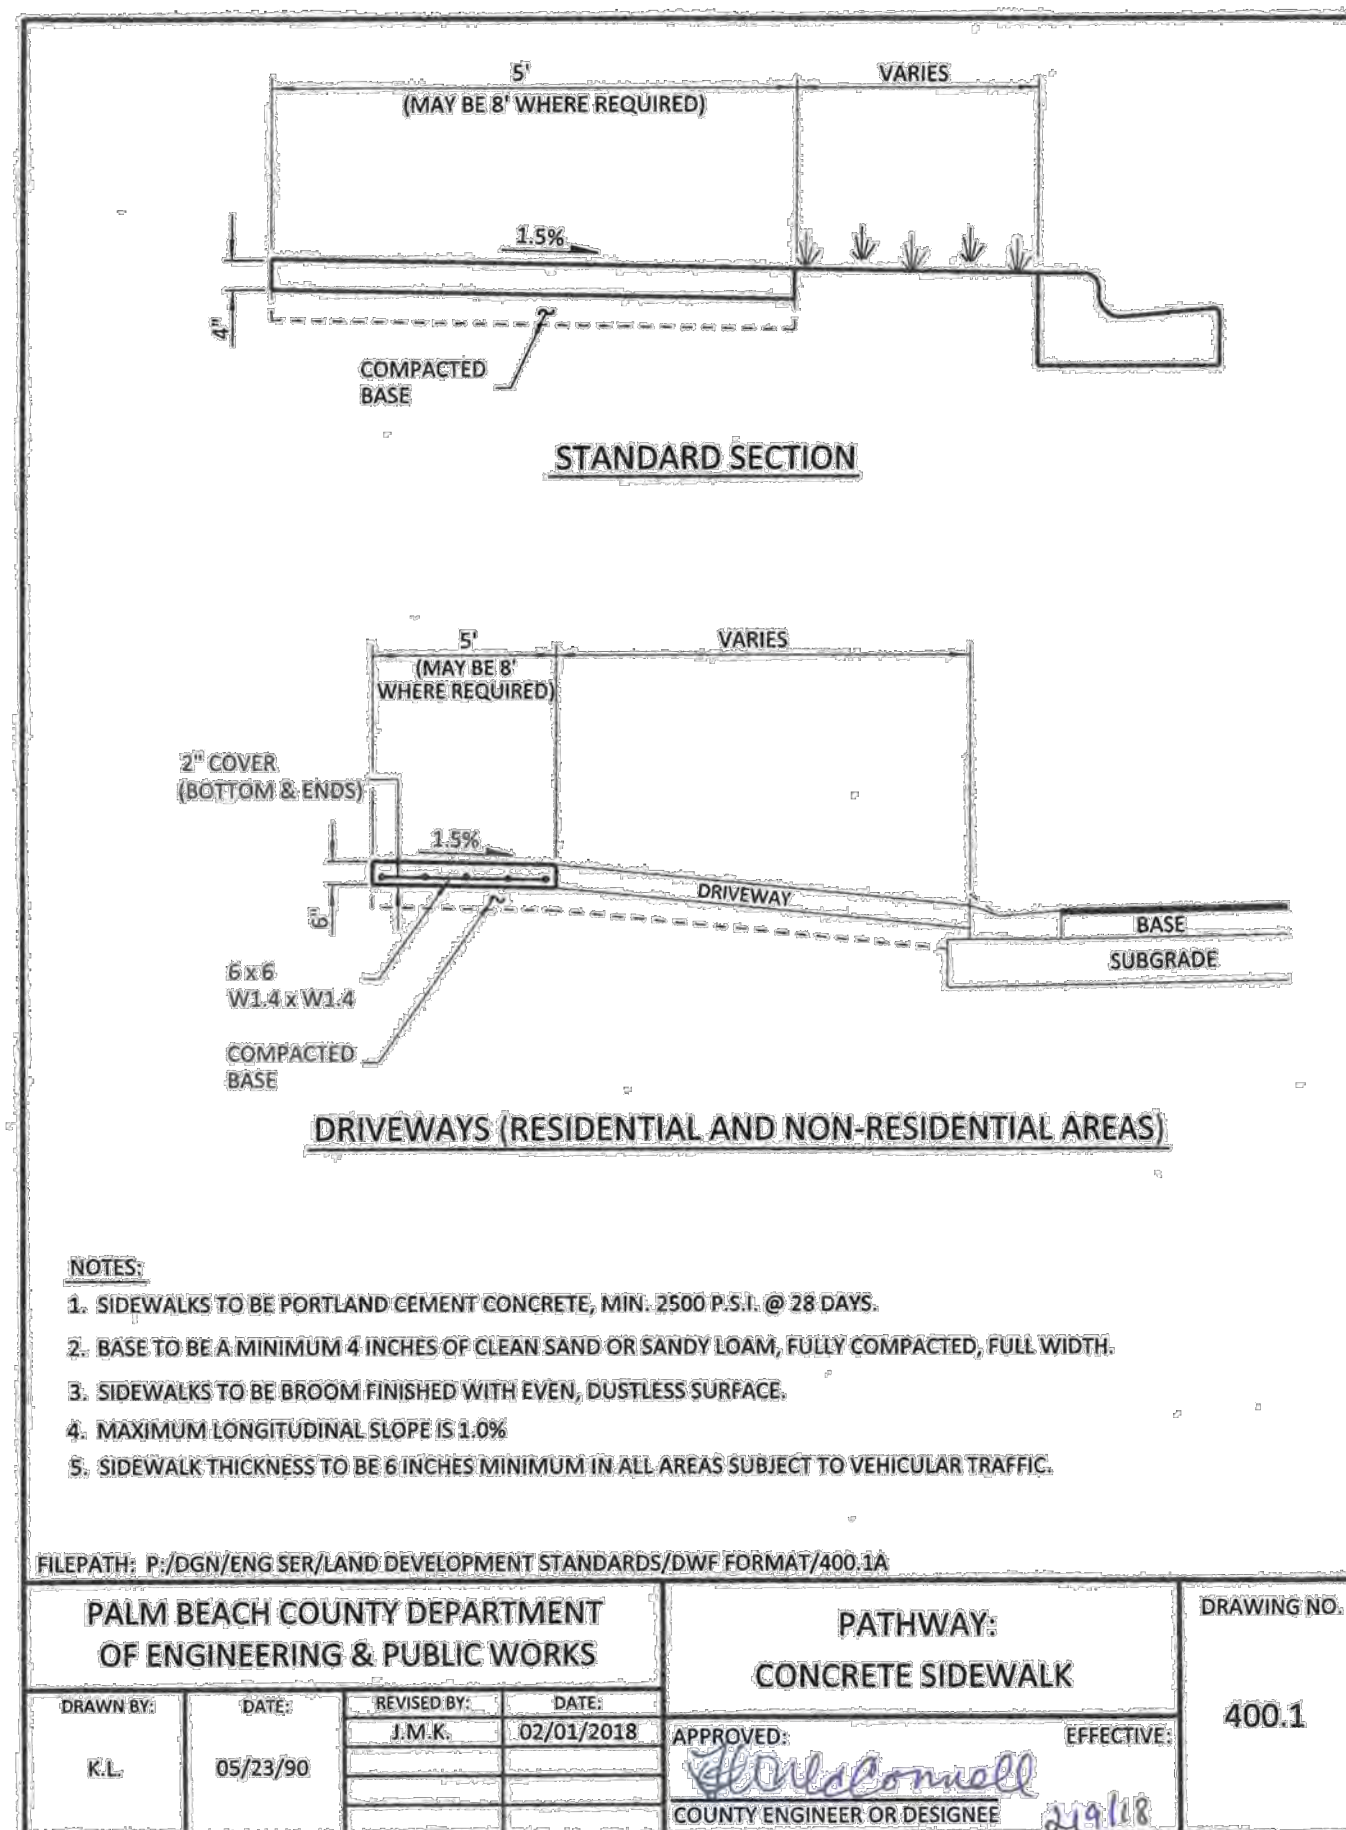 5'
VARIES
(MAY BE 8' WHERE REQUIRED)
1.5%
4"
COMPACTED
BASE
STANDARD SECTION
5'
VARIES
(MAY BE 8'
WHERE REQUIRED)
2" COVER
(BOTTOM & ENDS)
1.5%
DRIVEWAY
6"
BASE
SUBGRADE
6 x 6
W1.4 x W1.4
COMPACTED
BASE
DRIVEWAYS (RESIDENTIAL AND NON-RESIDENTIAL AREAS)
NOTES:
1. SIDEWALKS TO BE PORTLAND CEMENT CONCRETE, MIN. 2500 P.S.I. @ 28 DAYS.
2. BASE TO BE A MINIMUM 4 INCHES OF CLEAN SAND OR SANDY LOAM, FULLY COMPACTED, FULL WIDTH.
3. SIDEWALKS TO BE BROOM FINISHED WITH EVEN, DUSTLESS SURFACE.
4. MAXIMUM LONGITUDINAL SLOPE IS 1.0%
5. SIDEWALK THICKNESS TO BE 6 INCHES MINIMUM IN ALL AREAS SUBJECT TO VEHICULAR TRAFFIC.
FILEPATH: P:/DGN/ENG SER/LAND DEVELOPMENT STANDARDS/DWF FORMAT/400.1A
PALM BEACH COUNTY DEPARTMENT
OF ENGINEERING & PUBLIC WORKS
DRAWN BY:
K.L.
DATE:
05/23/90
REVISED BY:
J.M.K.
DATE:
02/01/2018
PATHWAY:
CONCRETE SIDEWALK
APPROVED:
EFFECTIVE:
McConnell
COUNTY ENGINEER OR DESIGNEE
2/9/18
DRAWING NO.
400.1